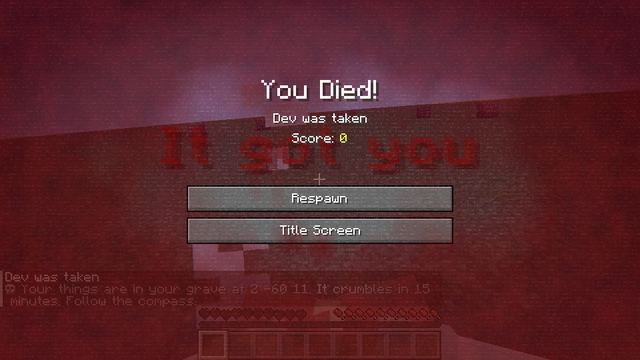 You Died!
Dev was taken
Score: 0
It got you
Respawn
Title Screen
Dev was taken
Your things are in your grave at 2 -60 11. It crumbles in 15
minutes. Follow the compass.